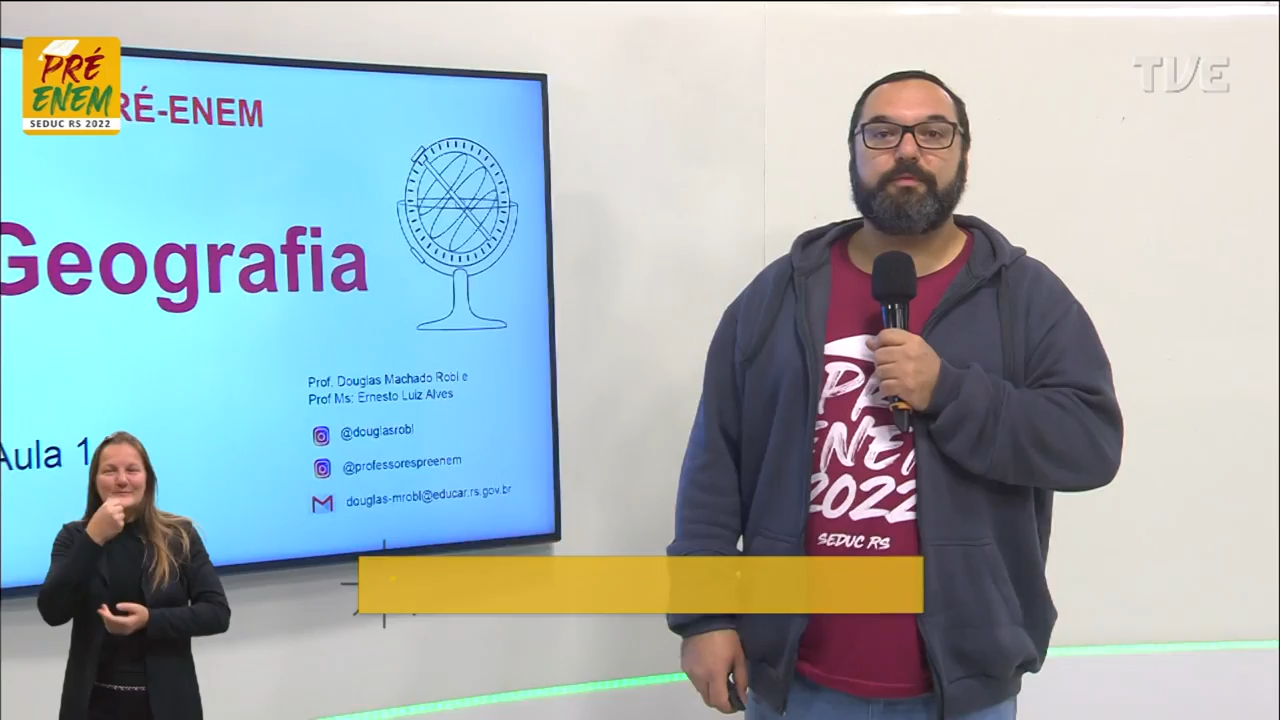 PRÉ
ENEM
SEDUC RS 2022
RÉ-ENEM
TVE
Geografia
Prof. Douglas Machado Robl e
Prof Ms: Ernesto Luiz Alves
@douglasrobl
@professorespreenem
douglas-mrobl@educar.rs.gov.br
Aula 1
PRÉ
ENEM
2022
SEDUC RS